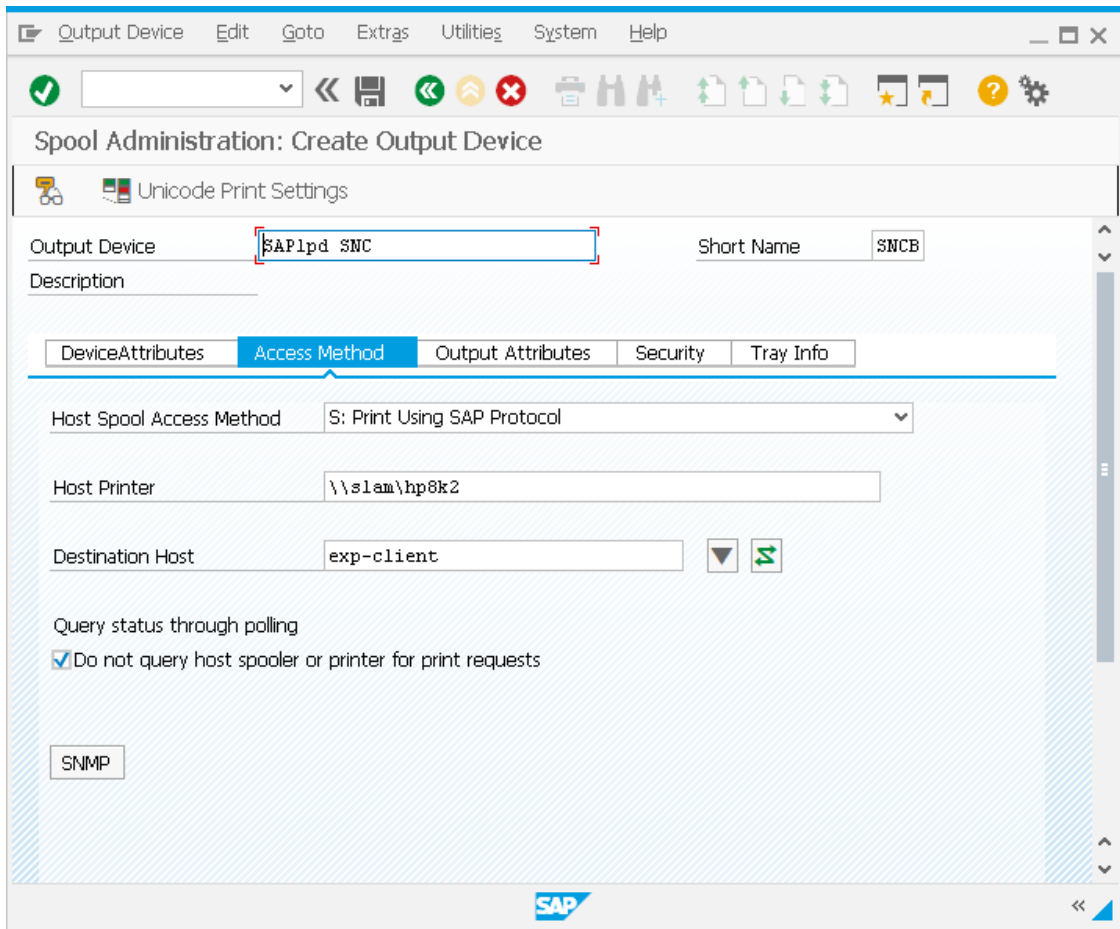 Output Device Edit Goto Extras Utilities System Help
Spool Administration: Create Output Device
Unicode Print Settings
Output Device SAPlpd SNC Short Name SNCB
Description
DeviceAttributes Access Method Output Attributes Security Tray Info
Host Spool Access Method S: Print Using SAP Protocol
Host Printer \\slam\hp8k2
Destination Host exp-client
Query status through polling
Do not query host spooler or printer for print requests
SNMP
SAP